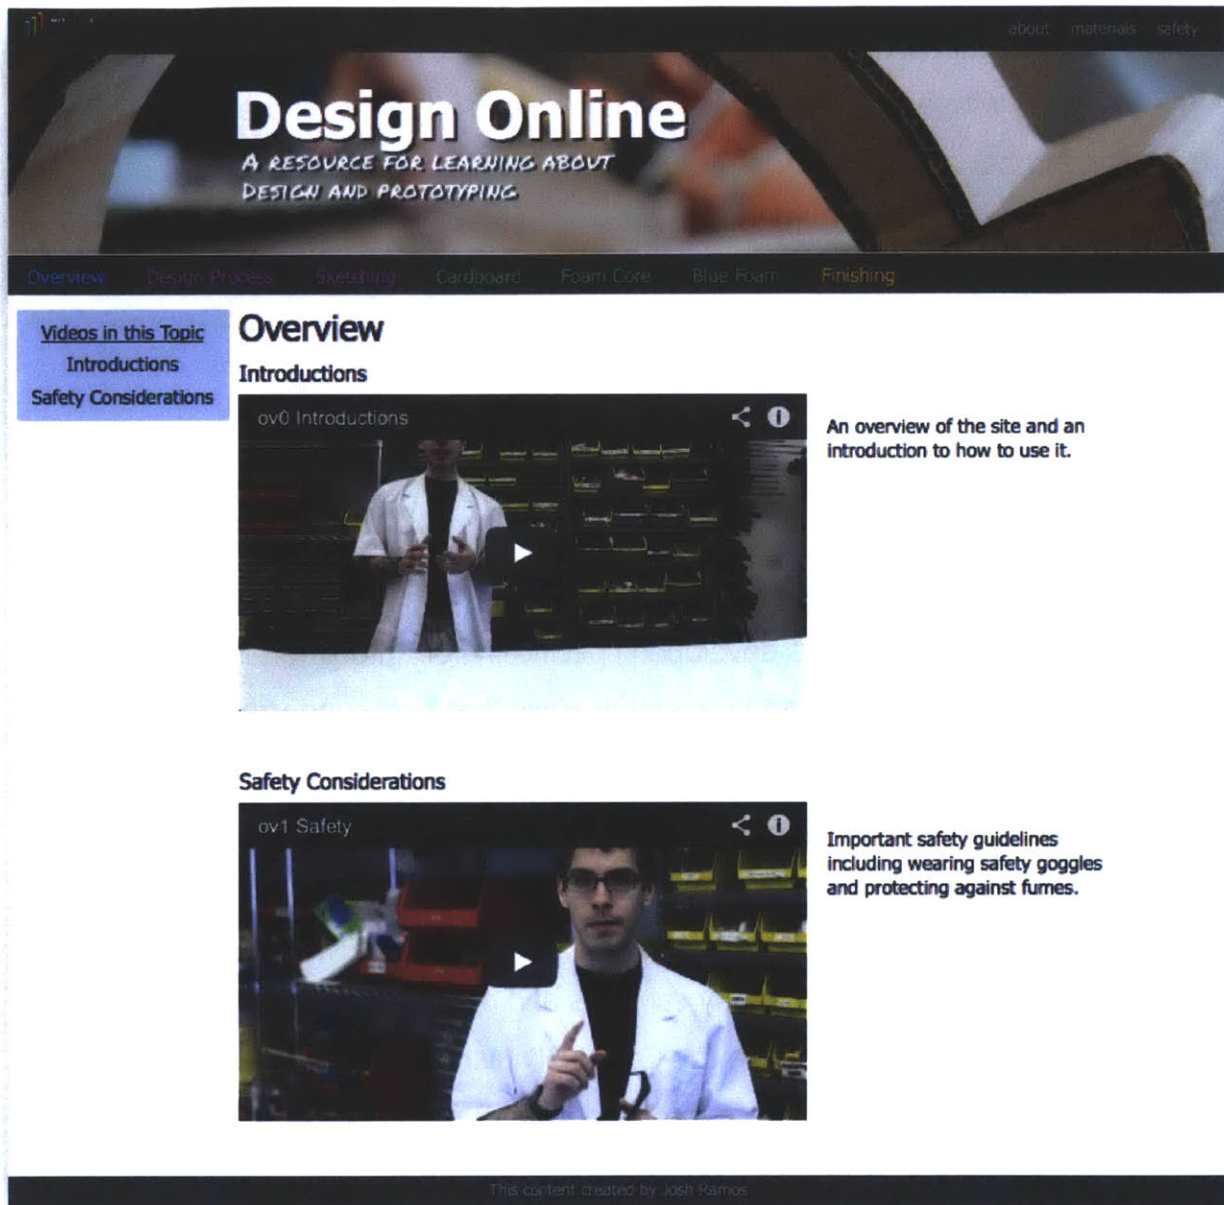 about materials safety
Design Online
A RESOURCE FOR LEARNING ABOUT
DESIGN AND PROTOTYPING
Overview Design Process Sketching Cardboard Foam Core Blue Foam Finishing
Videos in this Topic
Introductions
Safety Considerations
Overview
Introductions
ov0 Introductions
An overview of the site and an
introduction to how to use it.
Safety Considerations
ov1 Safety
Important safety guidelines
including wearing safety goggles
and protecting against fumes.
This content created by Josh Ramos